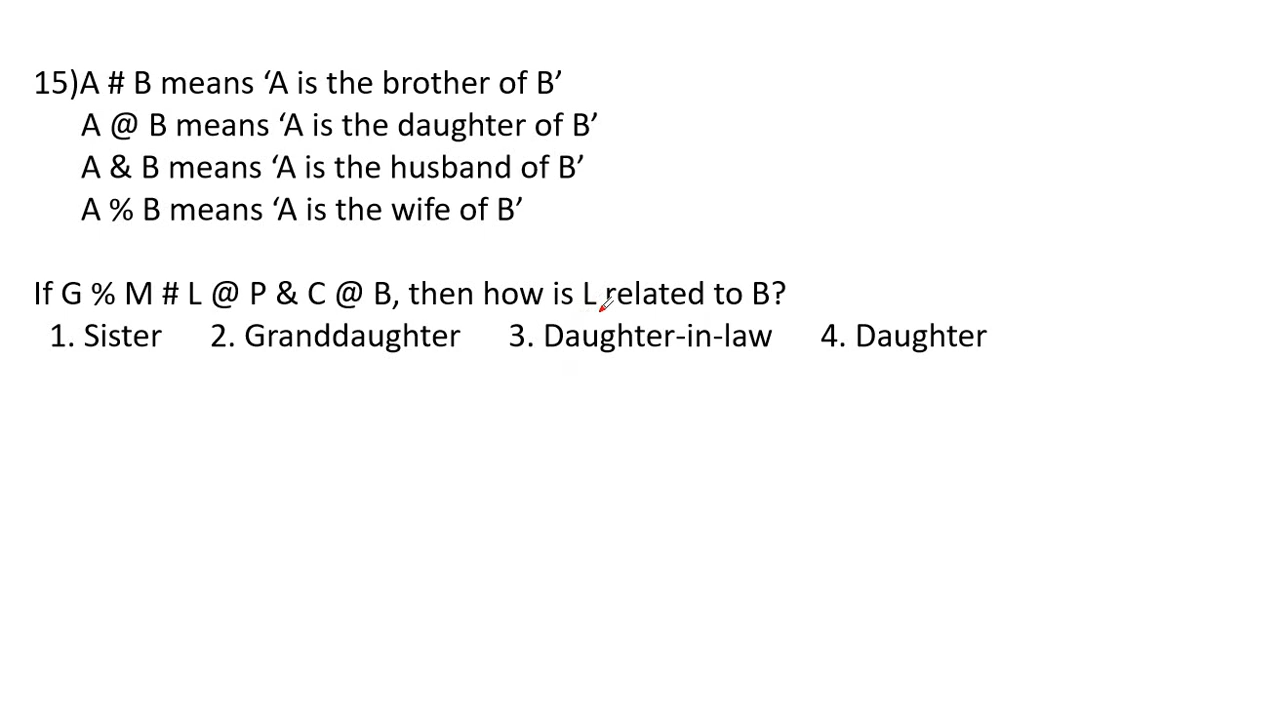 15)A # B means ‘A is the brother of B’
A @ B means ‘A is the daughter of B’
A & B means ‘A is the husband of B’
A % B means ‘A is the wife of B’
If G % M # L @ P & C @ B, then how is L related to B?
1. Sister 2. Granddaughter 3. Daughter-in-law 4. Daughter